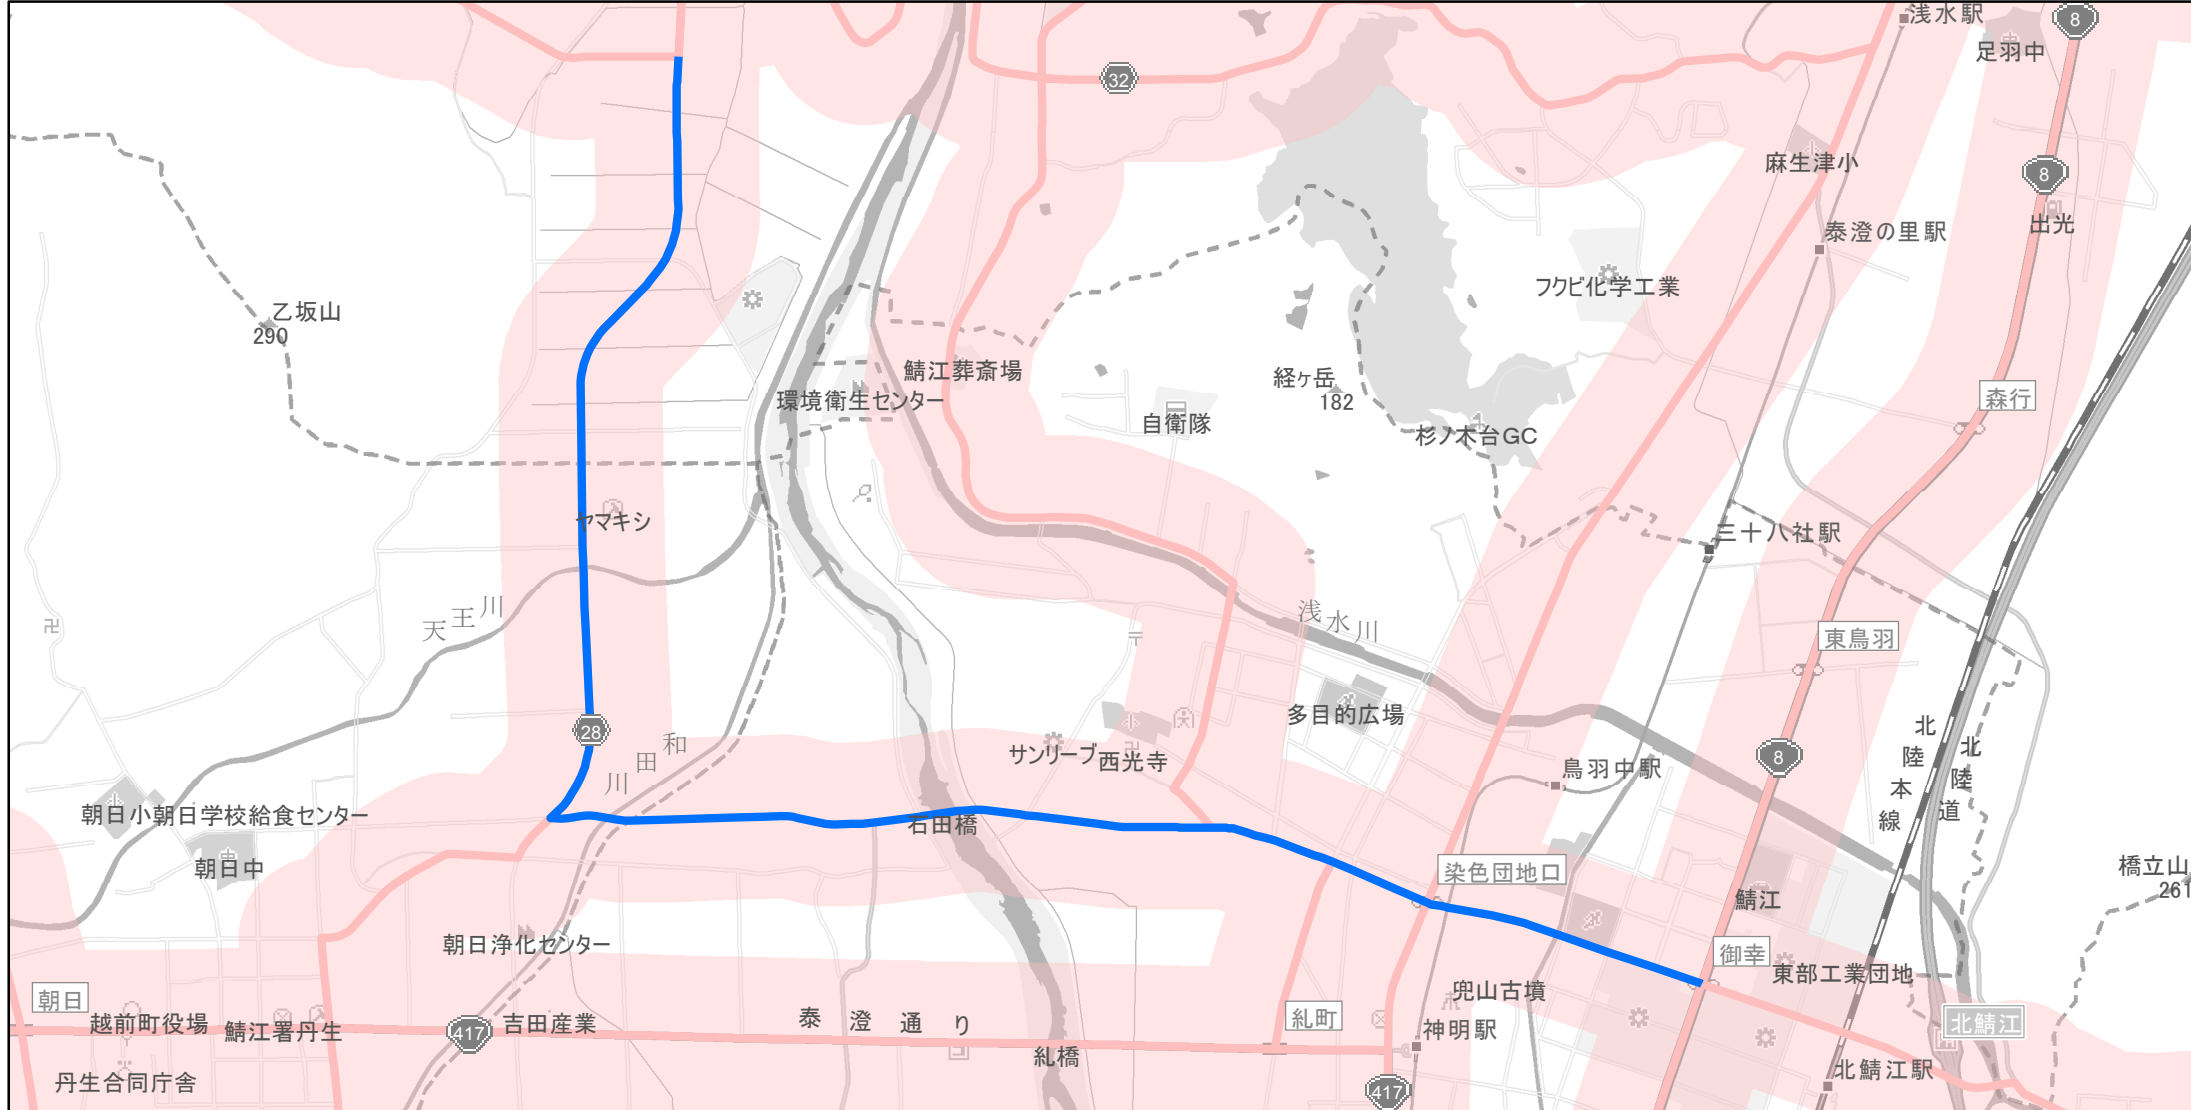 浅水駅
8
足羽中
32
麻生津小
8
出光
泰澄の里駅
フクビ化学工業
乙坂山
290
鯖江葬斎場
環境衛生センター
経ヶ岳
182
自衛隊
杉ノ木台GC
森行
ヤマキシ
三十八社駅
天王川
浅水川
東鳥羽
28
和田川
多目的広場
サンリーブ
西光寺
鳥羽中駅
8
北陸本線
北陸道
朝日小
朝日学校給食センター
石田橋
朝日中
染色団地口
橋立山
261
鯖江
朝日浄化センター
御幸
東部工業団地
朝日
越前町役場
鯖江署丹生
417
吉田産業
泰澄通り
糺橋
糺町
兜山古墳
神明駅
北鯖江
丹生合同庁舎
417
北鯖江駅